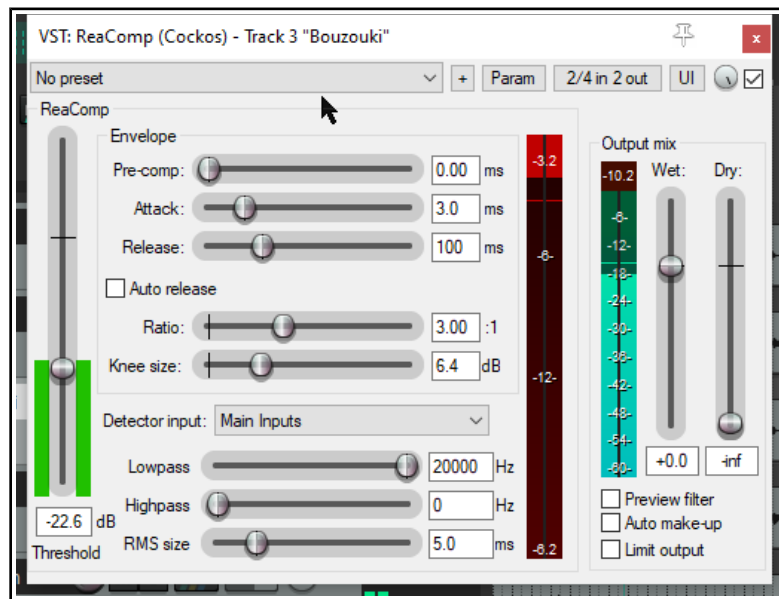 VST: ReaComp (Cockos) - Track 3 "Bouzouki"
x
No preset
+
Param
2/4 in 2 out
UI
ReaComp
Envelope
Pre-comp: 0.00 ms
Attack: 3.0 ms
Release: 100 ms
Auto release
Ratio: 3.00 :1
Knee size: 6.4 dB
Detector input: Main Inputs
Lowpass 20000 Hz
Highpass 0 Hz
RMS size 5.0 ms
-22.6 dB
Threshold
-3.2
-6-
-12-
-6.2
Output mix
Wet: Dry:
-10.2
-6-
-12-
-18-
-24-
-30-
-36-
-42-
-48-
-54-
-60-
+0.0 -inf
Preview filter
Auto make-up
Limit output